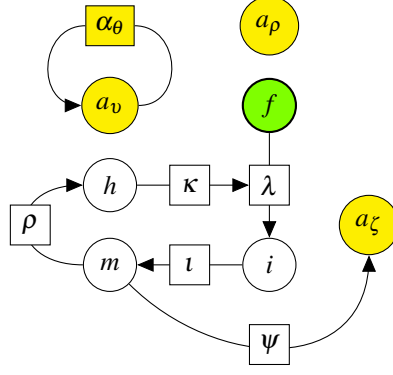 α_θ a_ρ
a_υ f
h κ λ
ρ a_ζ
m ι i
ψ